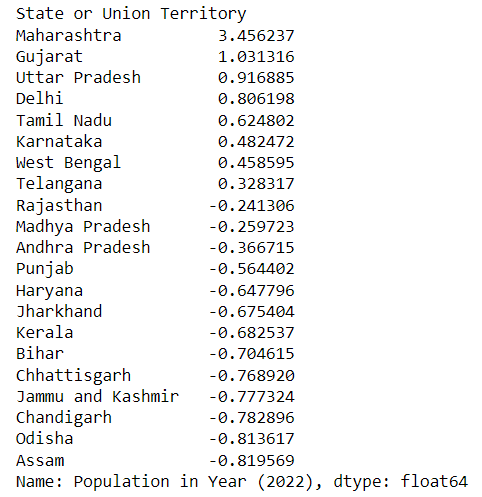 State or Union Territory
Maharashtra 3.456237
Gujarat 1.031316
Uttar Pradesh 0.916885
Delhi 0.806198
Tamil Nadu 0.624802
Karnataka 0.482472
West Bengal 0.458595
Telangana 0.328317
Rajasthan -0.241306
Madhya Pradesh -0.259723
Andhra Pradesh -0.366715
Punjab -0.564402
Haryana -0.647796
Jharkhand -0.675404
Kerala -0.682537
Bihar -0.704615
Chhattisgarh -0.768920
Jammu and Kashmir -0.777324
Chandigarh -0.782896
Odisha -0.813617
Assam -0.819569
Name: Population in Year (2022), dtype: float64